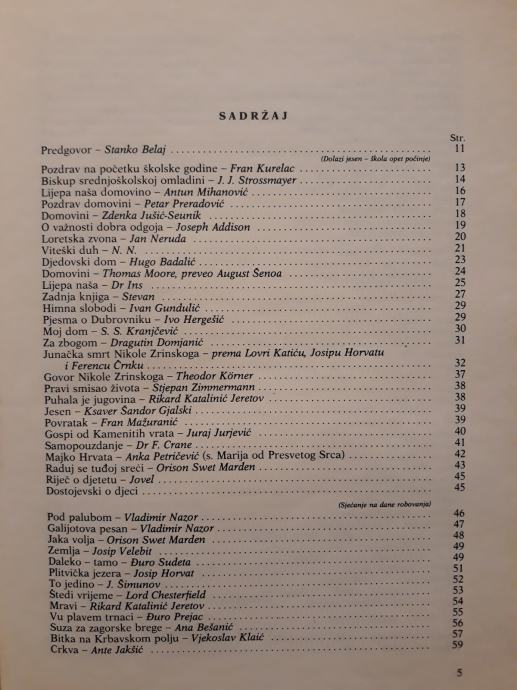 SADRŽAJ
Str.
Predgovor – Stanko Belaj 11
(Dolazi jesen – škola opet počinje)
Pozdrav na početku školske godine – Fran Kurelac 13
Biskup srednjoškolskoj omladini – J. J. Strossmayer 14
Lijepa naša domovino – Antun Mihanović 16
Pozdrav domovini – Petar Preradović 17
Domovini – Zdenka Jušić-Seunik 18
O važnosti dobra odgoja – Joseph Addison 19
Loretska zvona – Jan Neruda 20
Viteški duh – N. N. 21
Djedovski dom – Hugo Badalić 23
Domovini – Thomas Moore, preveo August Šenoa 24
Lijepa naša – Dr Ins 25
Zadnja knjiga – Stevan 27
Himna slobodi – Ivan Gundulić 29
Pjesma o Dubrovniku – Ivo Hergešić 29
Moj dom – S. S. Kranjčević 30
Za zbogom – Dragutin Domjanić 31
Junačka smrt Nikole Zrinskoga – prema Lovri Katiću, Josipu Horvatu
i Ferencu Črnku 32
Govor Nikole Zrinskoga – Theodor Körner 37
Pravi smisao života – Stjepan Zimmermann 38
Puhala je jugovina – Rikard Katalinić Jeretov 38
Jesen – Ksaver Šandor Gjalski 39
Povratak – Fran Mažuranić 39
Gospi od Kamenitih vrata – Juraj Jurjević 40
Samopouzdanje – Dr F. Crane 41
Majko Hrvata – Anka Petričević (s. Marija od Presvetog Srca) 42
Raduj se tuđoj sreći – Orison Swet Marden 43
Riječ o djetetu – Jovel 45
Dostojevski o djeci 45
(Sjećanje na dane robovanja)
Pod palubom – Vladimir Nazor 46
Galijotova pesan – Vladimir Nazor 47
Jaka volja – Orison Swet Marden 48
Zemlja – Josip Velebit 49
Daleko – tamo – Đuro Sudeta 49
Plitvička jezera – Josip Horvat 51
To jedino – J. Šimunov 52
Štedi vrijeme – Lord Chesterfield 53
Mravi – Rikard Katalinić Jeretov 54
Vu plavem trnaci – Đuro Prejac 55
Suza za zagorske brege – Ana Bešanić 56
Bitka na Krbavskom polju – Vjekoslav Klaić 57
Crkva – Ante Jakšić 59
5